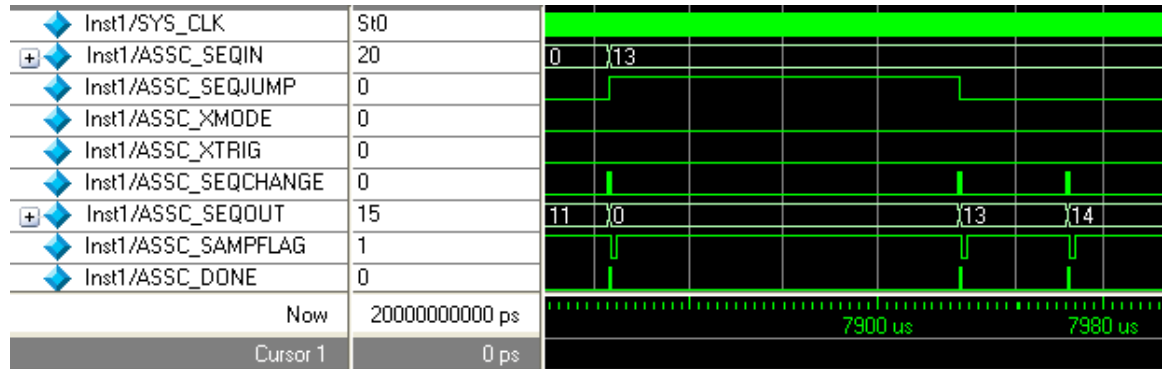 Inst1/SYS_CLK St0
Inst1/ASSC_SEQIN 20 0 13
Inst1/ASSC_SEQJUMP 0
Inst1/ASSC_XMODE 0
Inst1/ASSC_XTRIG 0
Inst1/ASSC_SEQCHANGE 0
Inst1/ASSC_SEQOUT 15 11 0 13 14
Inst1/ASSC_SAMPFLAG 1
Inst1/ASSC_DONE 0
Now 20000000000 ps 7900 us 7980 us
Cursor 1 0 ps